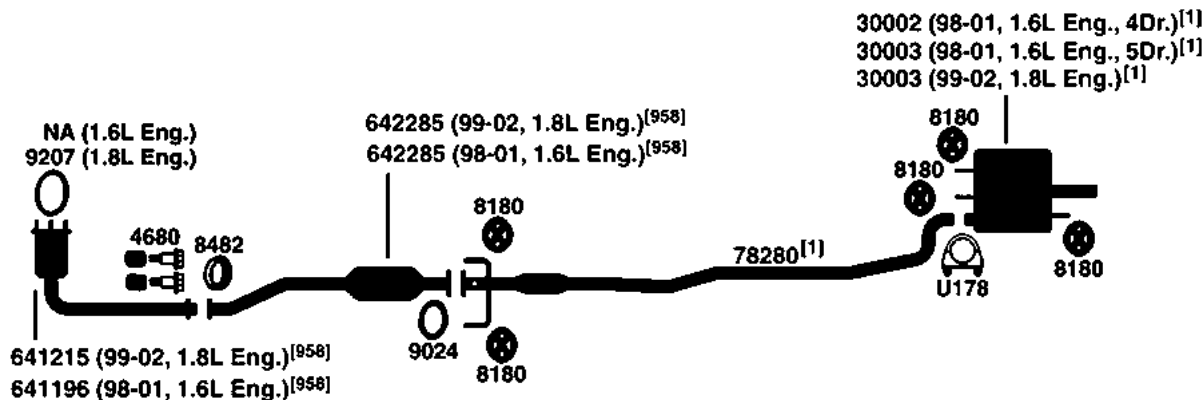 30002 (98-01, 1.6L Eng., 4Dr.)[1]
30003 (98-01, 1.6L Eng., 5Dr.)[1]
30003 (99-02, 1.8L Eng.)[1]
NA (1.6L Eng.)
9207 (1.8L Eng.)
642285 (99-02, 1.8L Eng.)[958]
642285 (98-01, 1.6L Eng.)[958]
8180
8180
4680
8482
8180
78280[1]
8180
U178
9024
8180
641215 (99-02, 1.8L Eng.)[958]
641196 (98-01, 1.6L Eng.)[958]